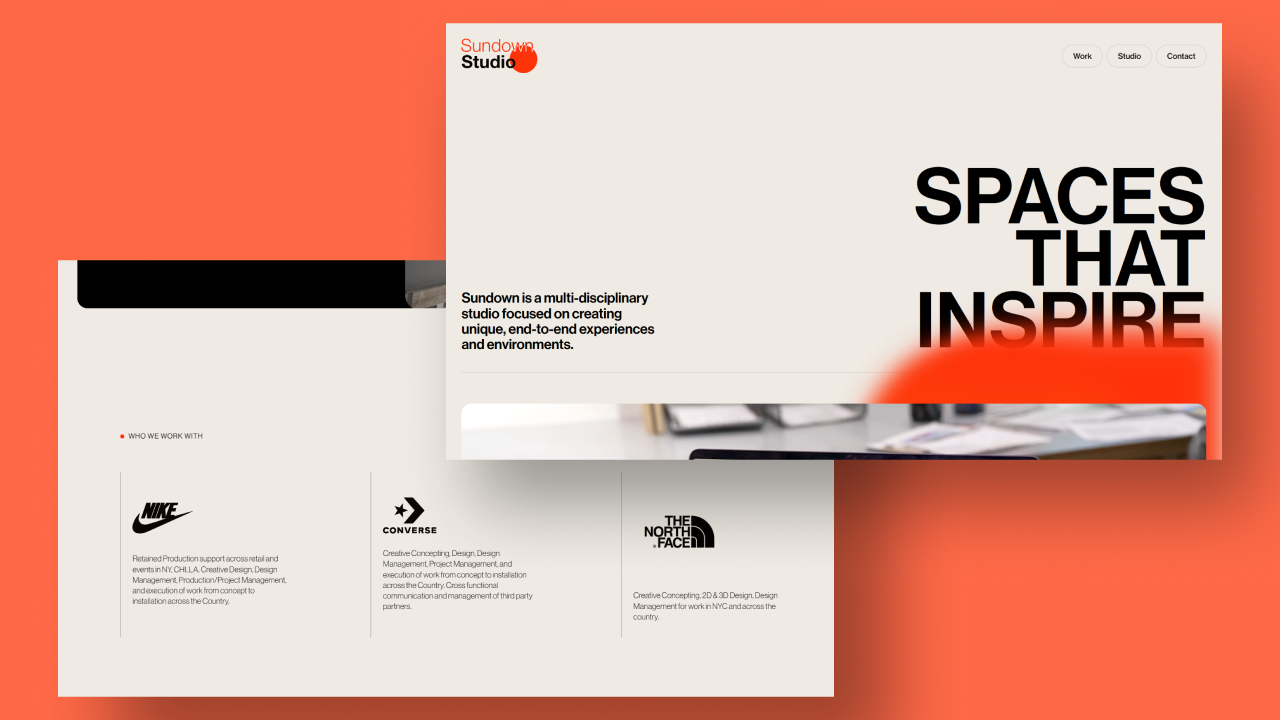 Sundown
Studio
Work
Studio
Contact
SPACES
THAT
INSPIRE
Sundown is a multi-disciplinary
studio focused on creating
unique, end-to-end experiences
and environments.
WHO WE WORK WITH
NIKE
Retained Production support across retail and
events in NY, CHI, LA. Creative Design, Design
Management, Production/Project Management,
and execution of work from concept to
installation across the Country.
CONVERSE
Creative Concepting, Design, Design
Management, Project Management, and
execution of work from concept to installation
across the Country. Cross functional
communication and management of third party
partners.
THE
NORTH
FACE
Creative Concepting, 2D & 3D Design, Design
Management for work in NYC and across the
country.